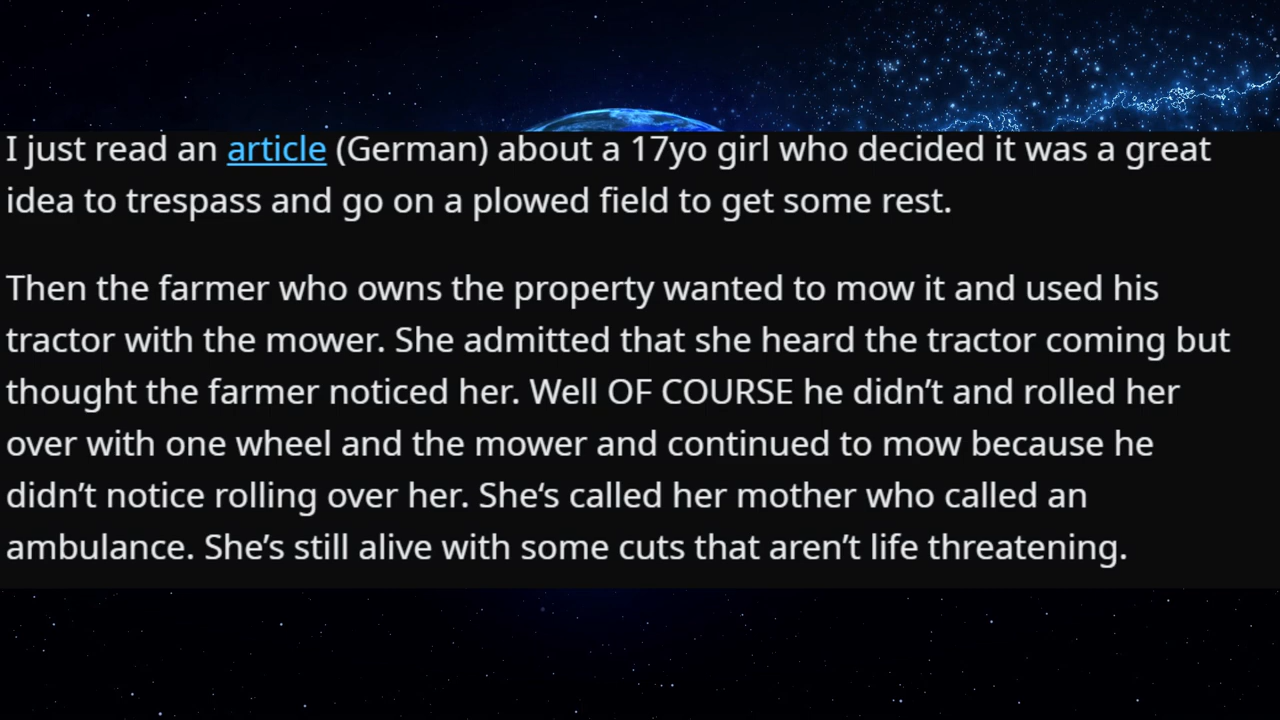 I just read an article (German) about a 17yo girl who decided it was a great
idea to trespass and go on a plowed field to get some rest.
Then the farmer who owns the property wanted to mow it and used his
tractor with the mower. She admitted that she heard the tractor coming but
thought the farmer noticed her. Well OF COURSE he didn’t and rolled her
over with one wheel and the mower and continued to mow because he
didn’t notice rolling over her. She‘s called her mother who called an
ambulance. She’s still alive with some cuts that aren’t life threatening.